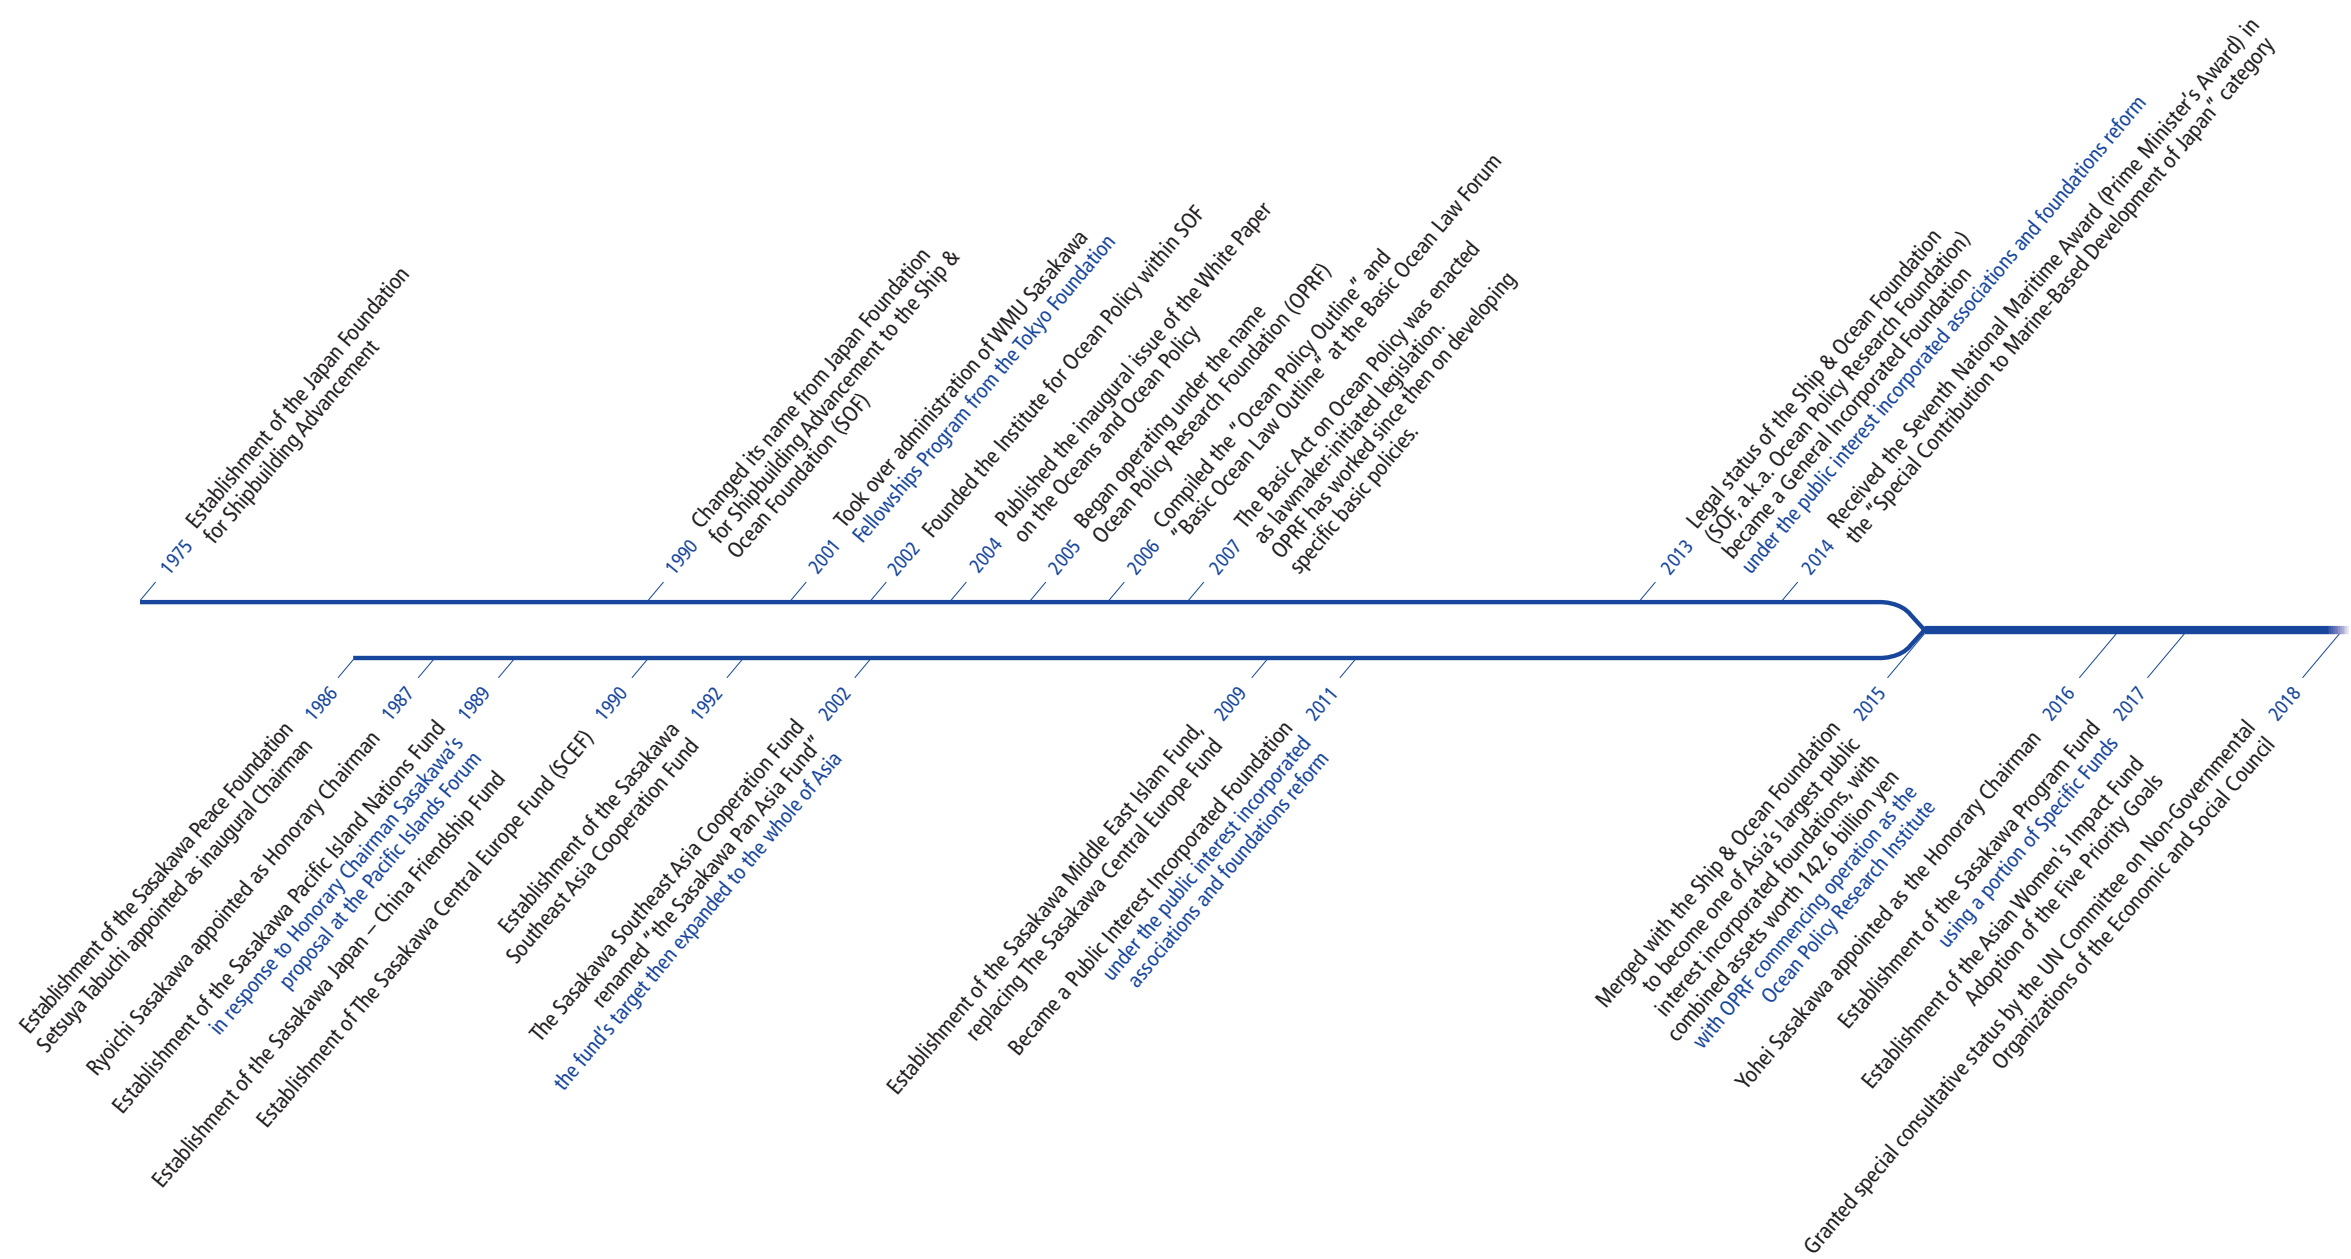 1975
Establishment of the Japan Foundation
for Shipbuilding Advancement
1990
Changed its name from Japan Foundation
for Shipbuilding Advancement to the Ship &
Ocean Foundation (SOF)
2001
Took over administration of WMU Sasakawa
Fellowships Program from the Tokyo Foundation
2002
Founded the Institute for Ocean Policy within SOF
2004
Published the inaugural issue of the White Paper
on the Oceans and Ocean Policy
2005
Began operating under the name
Ocean Policy Research Foundation (OPRF)
2006
Compiled the “Ocean Policy Outline” and
“Basic Ocean Law Outline” at the Basic Ocean Law Forum
2007
The Basic Act on Ocean Policy was enacted
as lawmaker-initiated legislation.
OPRF has worked since then on developing
specific basic policies.
2013
Legal status of the Ship & Ocean Foundation
(SOF, a.k.a. Ocean Policy Research Foundation)
became a General Incorporated Foundation
under the public interest incorporated associations and foundations reform
2014
Received the Seventh National Maritime Award (Prime Minister’s Award) in
the “Special Contribution to Marine-Based Development of Japan” category
1986
Establishment of the Sasakawa Peace Foundation
Setsuya Tabuchi appointed as inaugural Chairman
1987
Ryoichi Sasakawa appointed as Honorary Chairman
1989
Establishment of the Sasakawa Pacific Island Nations Fund
in response to Honorary Chairman Sasakawa’s
proposal at the Pacific Islands Forum
Establishment of the Sasakawa Japan – China Friendship Fund
1990
Establishment of The Sasakawa Central Europe Fund (SCEF)
1992
Establishment of the Sasakawa
Southeast Asia Cooperation Fund
2002
The Sasakawa Southeast Asia Cooperation Fund
renamed “the Sasakawa Pan Asia Fund”
the fund’s target then expanded to the whole of Asia
2009
Establishment of the Sasakawa Middle East Islam Fund,
replacing The Sasakawa Central Europe Fund
2011
Became a Public Interest Incorporated Foundation
under the public interest incorporated
associations and foundations reform
2015
Merged with the Ship & Ocean Foundation
to become one of Asia’s largest public
interest incorporated foundations, with
combined assets worth 142.6 billion yen
with OPRF commencing operation as the
Ocean Policy Research Institute
2016
Yohei Sasakawa appointed as the Honorary Chairman
2017
Establishment of the Sasakawa Program Fund
using a portion of Specific Funds
Establishment of the Asian Women’s Impact Fund
Adoption of the Five Priority Goals
2018
Granted special consultative status by the UN Committee on Non-Governmental
Organizations of the Economic and Social Council